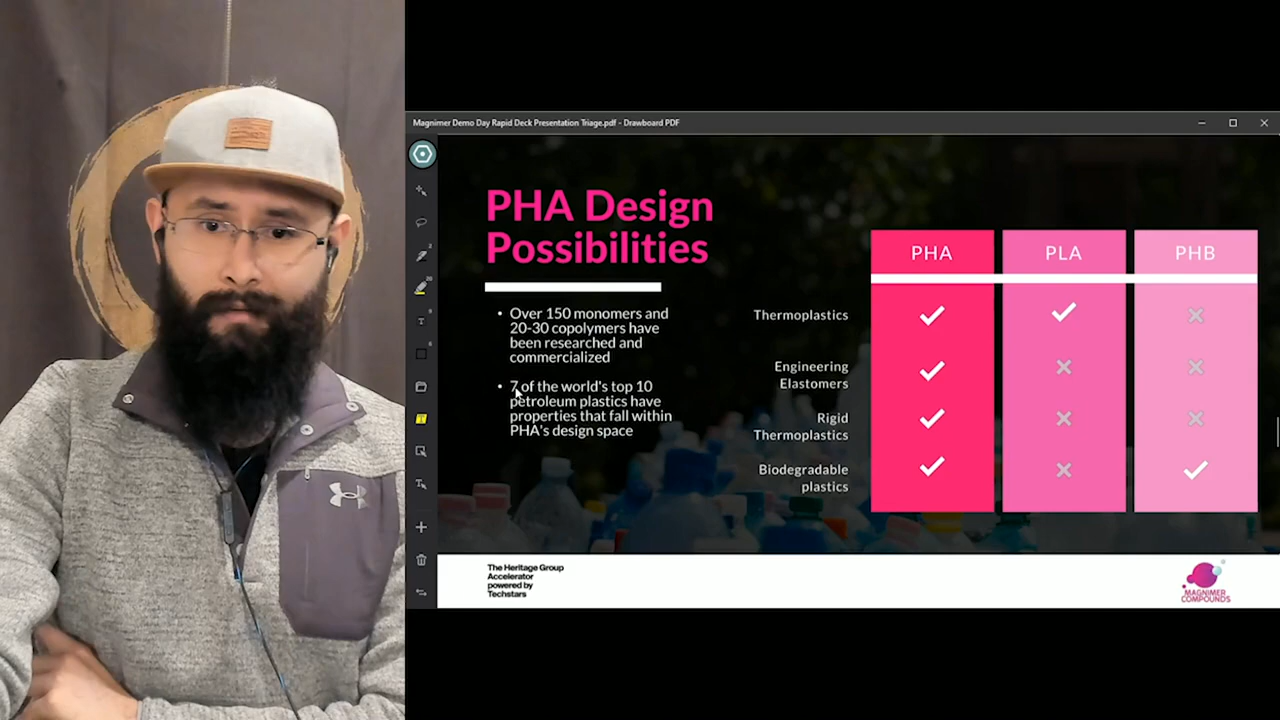 Magnimer Demo Day Rapid Deck Presentation Triage.pdf - Drawboard PDF
PHA Design
Possibilities
• Over 150 monomers and
20-30 copolymers have
been researched and
commercialized
• 7 of the world's top 10
petroleum plastics have
properties that fall within
PHA's design space
PHA PLA PHB
Thermoplastics
Engineering
Elastomers
Rigid
Thermoplastics
Biodegradable
plastics
The Heritage Group
Accelerator
powered by
Techstars
MAGNIMER
COMPOUNDS